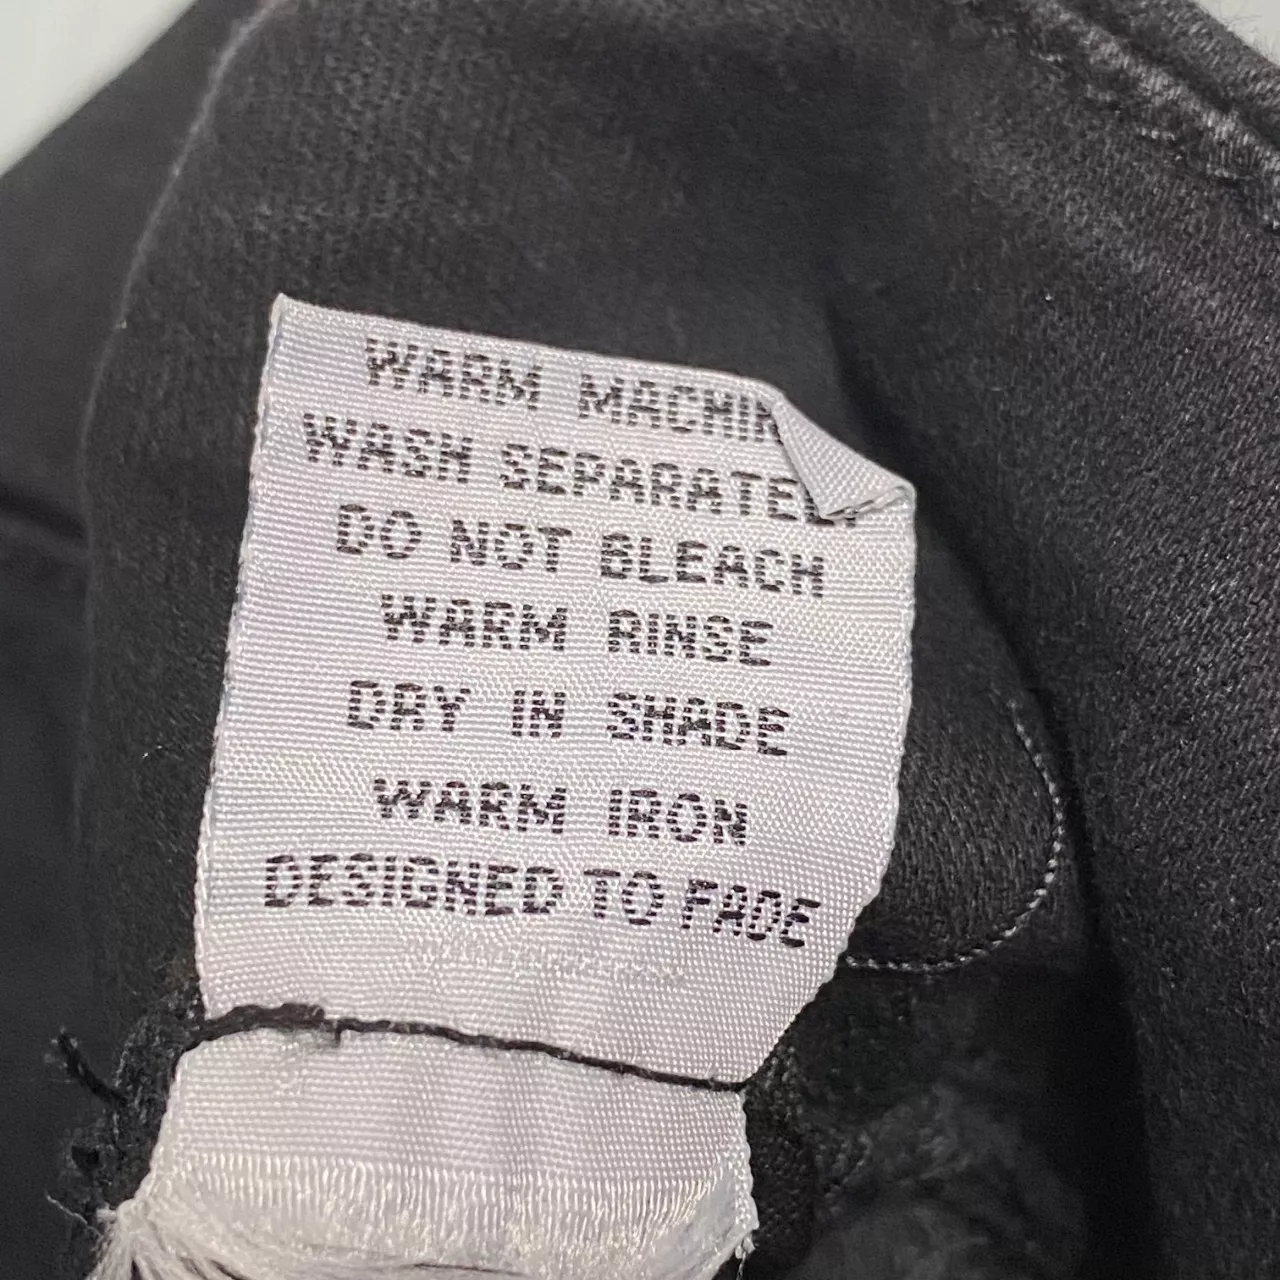 WARM MACHIN
WASH SEPARATEL
DO NOT BLEACH
WARM RINSE
DRY IN SHADE
WARM IRON
DESIGNED TO FADE